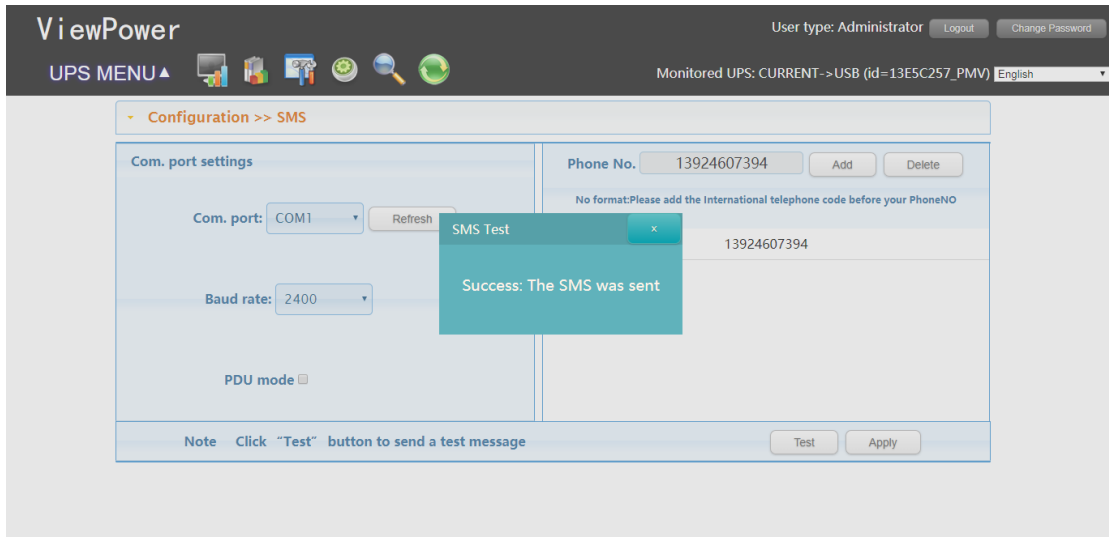 ViewPower
User type: Administrator Logout Change Password
UPS MENU▲
Monitored UPS: CURRENT->USB (id=13E5C257_PMV) English
Configuration >> SMS
Com. port settings
Phone No. 13924607394 Add Delete
No format:Please add the International telephone code before your PhoneNO
Com. port: COM1 Refresh
13924607394
SMS Test x
Success: The SMS was sent
Baud rate: 2400
PDU mode
Note Click “Test” button to send a test message
Test Apply